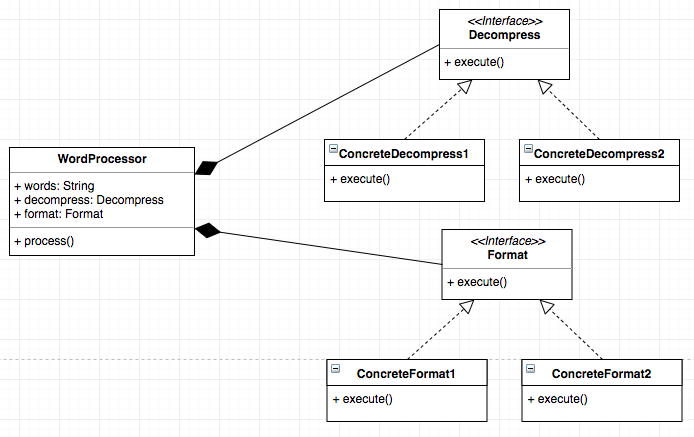 <<Interface>>
Decompress
+ execute()
ConcreteDecompress1
+ execute()
ConcreteDecompress2
+ execute()
WordProcessor
+ words: String
+ decompress: Decompress
+ format: Format
+ process()
<<Interface>>
Format
+ execute()
ConcreteFormat1
+ execute()
ConcreteFormat2
+ execute()